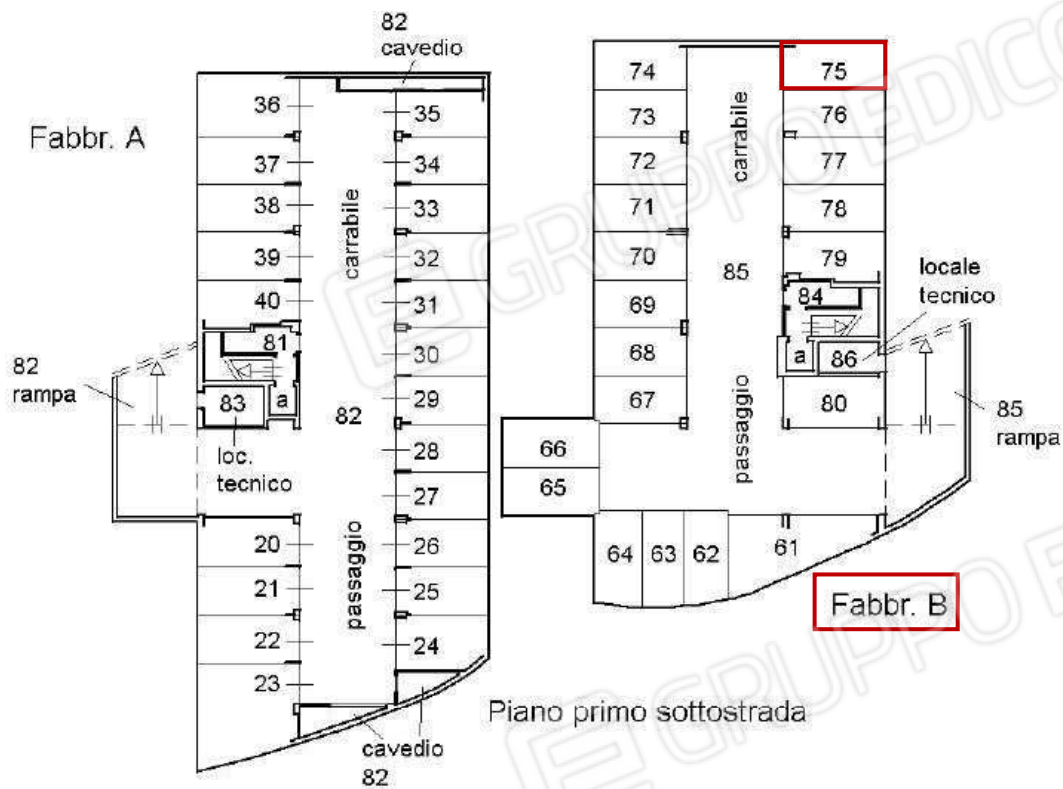 82
cavedio
Fabbr. A
36
37
38
39
40
81
83
a
loc.
tecnico
82
rampa
20
21
22
23
carrabile
82
passaggio
35
34
33
32
31
30
29
28
27
26
25
24
cavedio
82
Piano primo sottostrada
74
73
72
71
70
69
68
67
66
65
64
63
62
61
carrabile
85
passaggio
75
76
77
78
79
84
a
86
80
locale
tecnico
85
rampa
Fabbr. B
GRUPPO EDICO
GRUPPO E